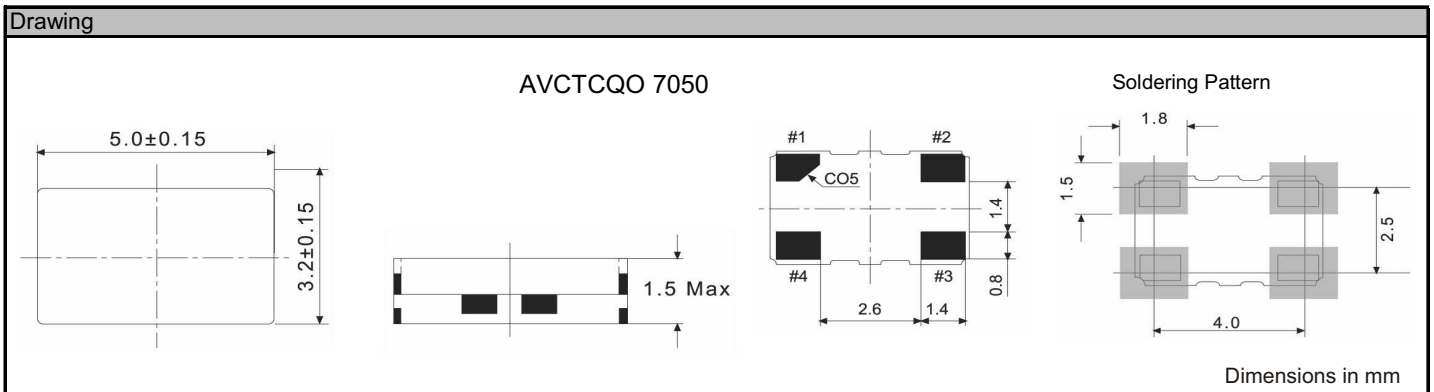 Drawing
AVCTCQO 7050
Soldering Pattern
5.0±0.15
3.2±0.15
1.5 Max
#1
#2
CO5
1.4
#4
#3
0.8
2.6
1.4
1.8
1.5
2.5
4.0
Dimensions in mm